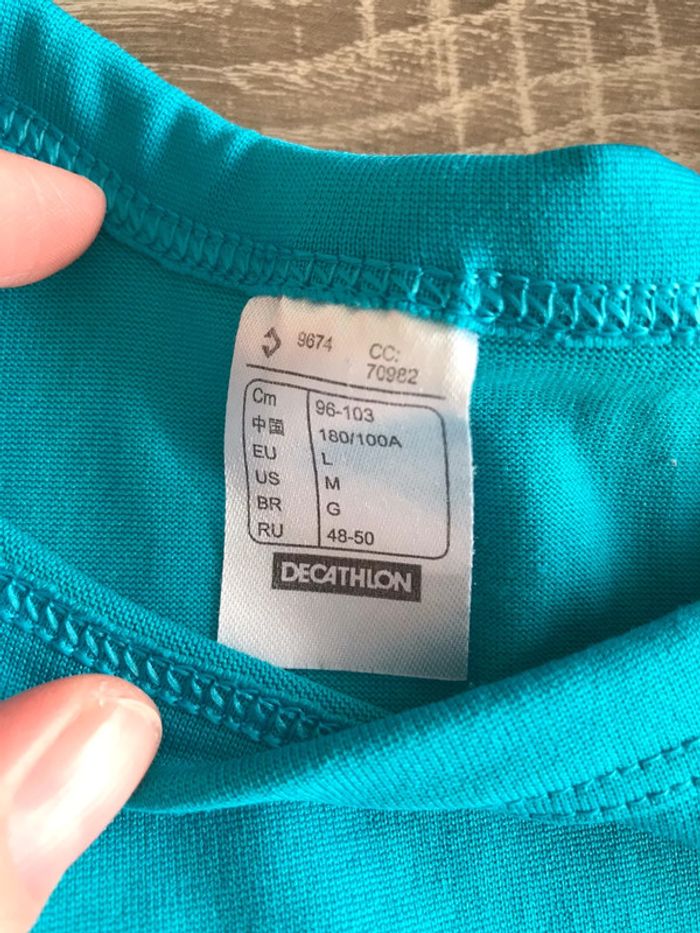 9674 CC:
70982
Cm 96-103
中国 180/100A
EU L
US M
BR G
RU 48-50
DECATHLON